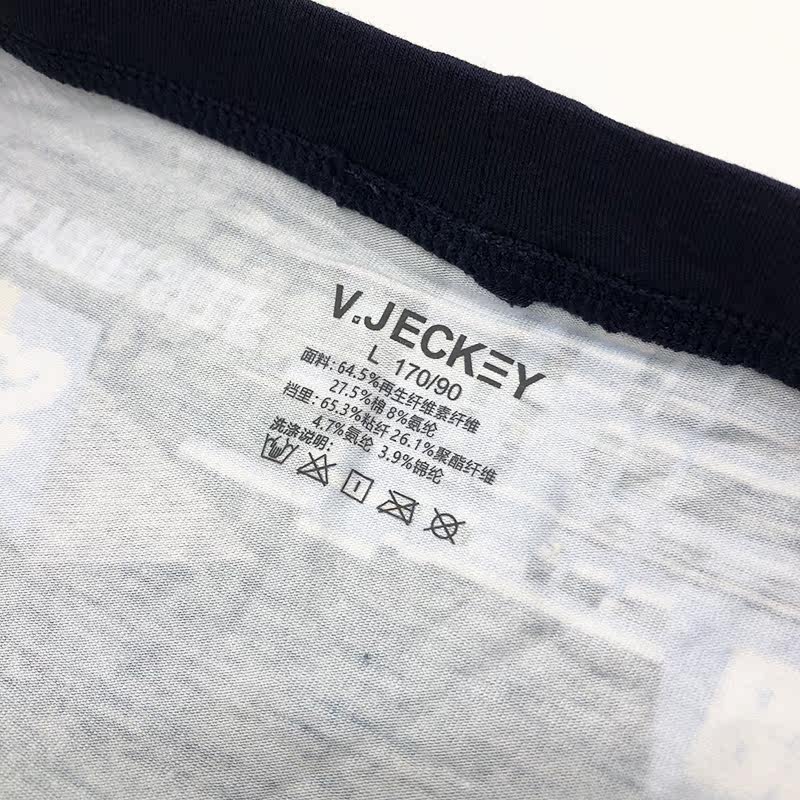 V.JECKEY
L 170/90
面料:64.5%再生纤维素纤维
27.5%棉 8%氨纶
裆里:65.3%粘纤 26.1%聚酯纤维
4.7%氨纶 3.9%锦纶
洗涤说明: